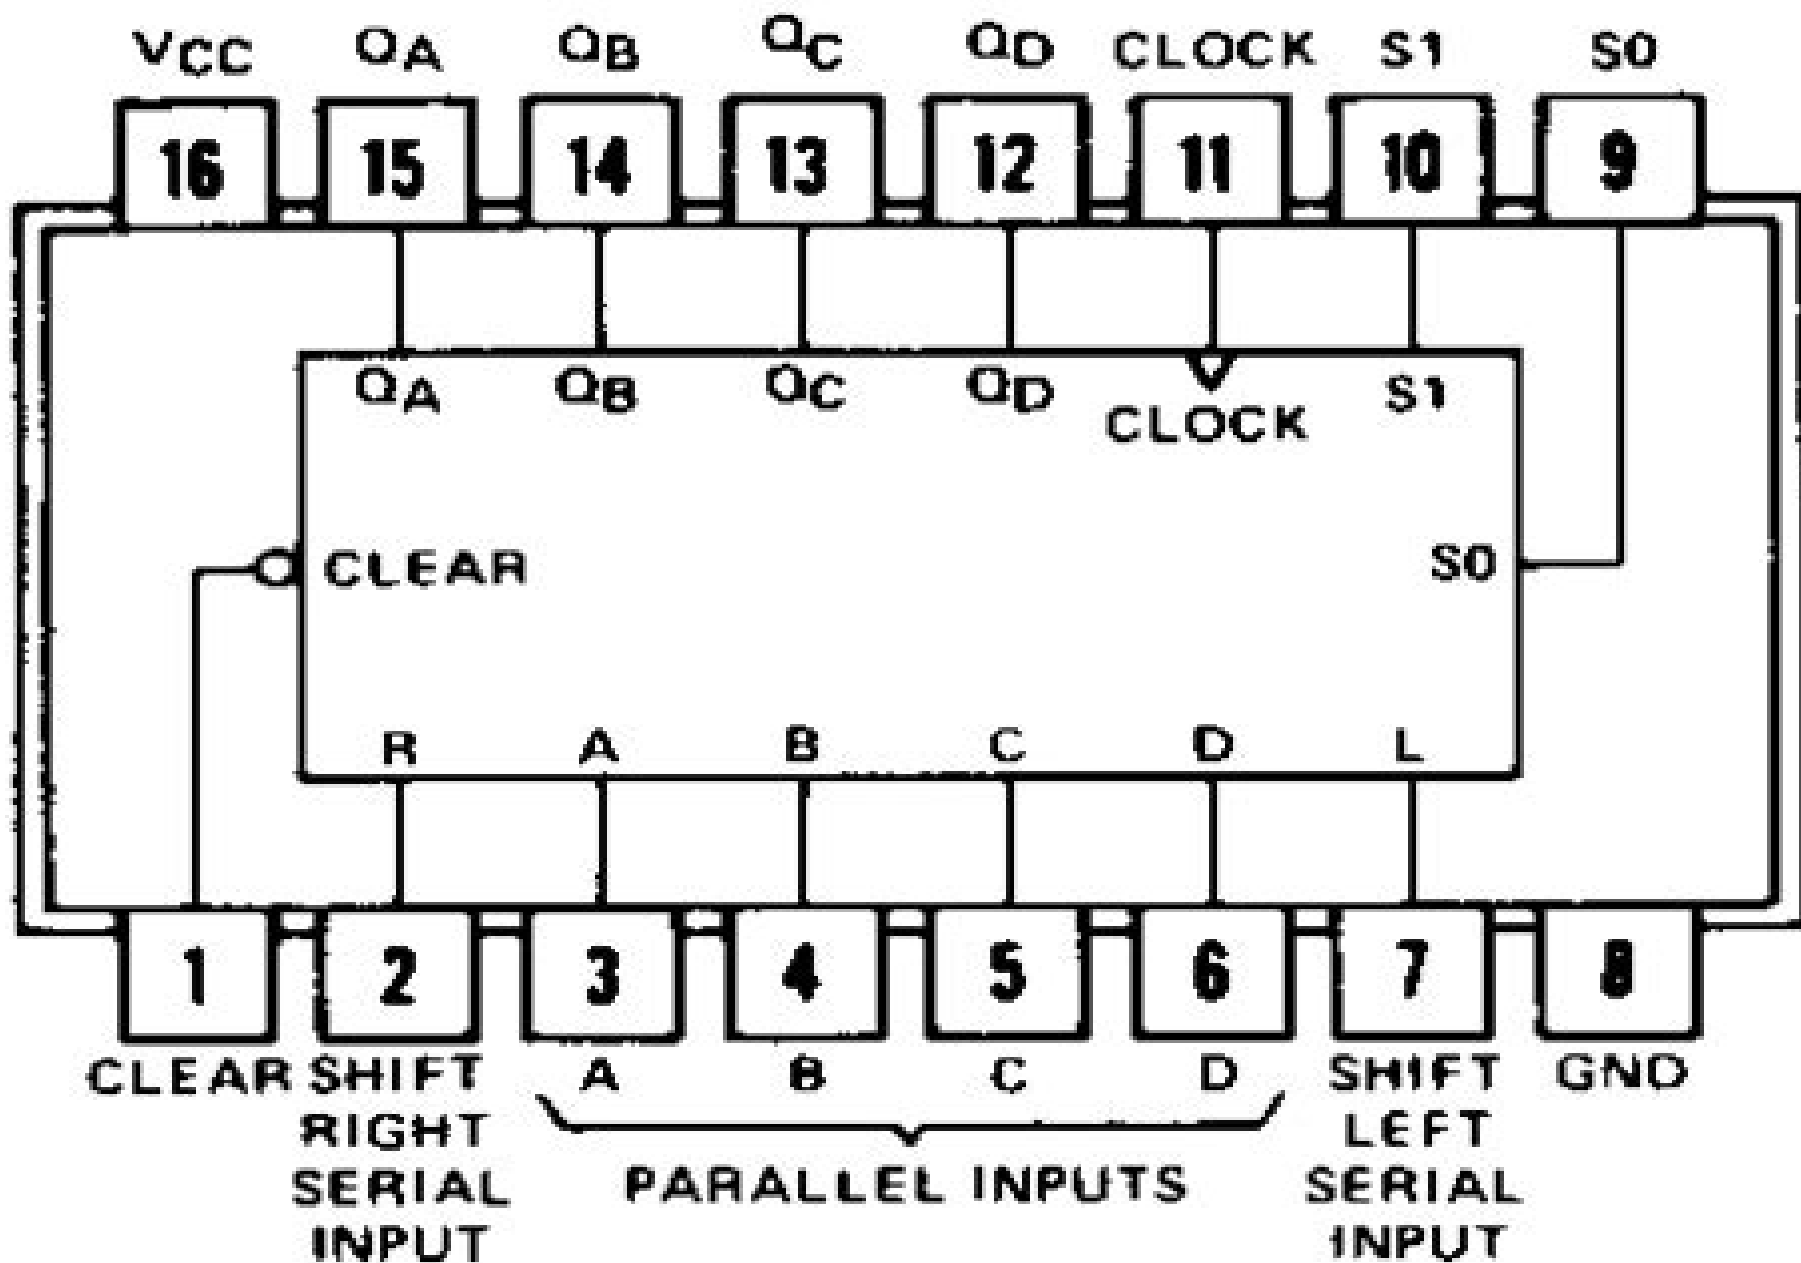 VCC QA QB QC QD CLOCK S1 S0
16 15 14 13 12 11 10 9
QA QB QC QD S1
CLOCK
CLEAR S0
R A B C D L
1 2 3 4 5 6 7 8
CLEAR SHIFT A B C D SHIFT GND
RIGHT LEFT
SERIAL PARALLEL INPUTS SERIAL
INPUT INPUT